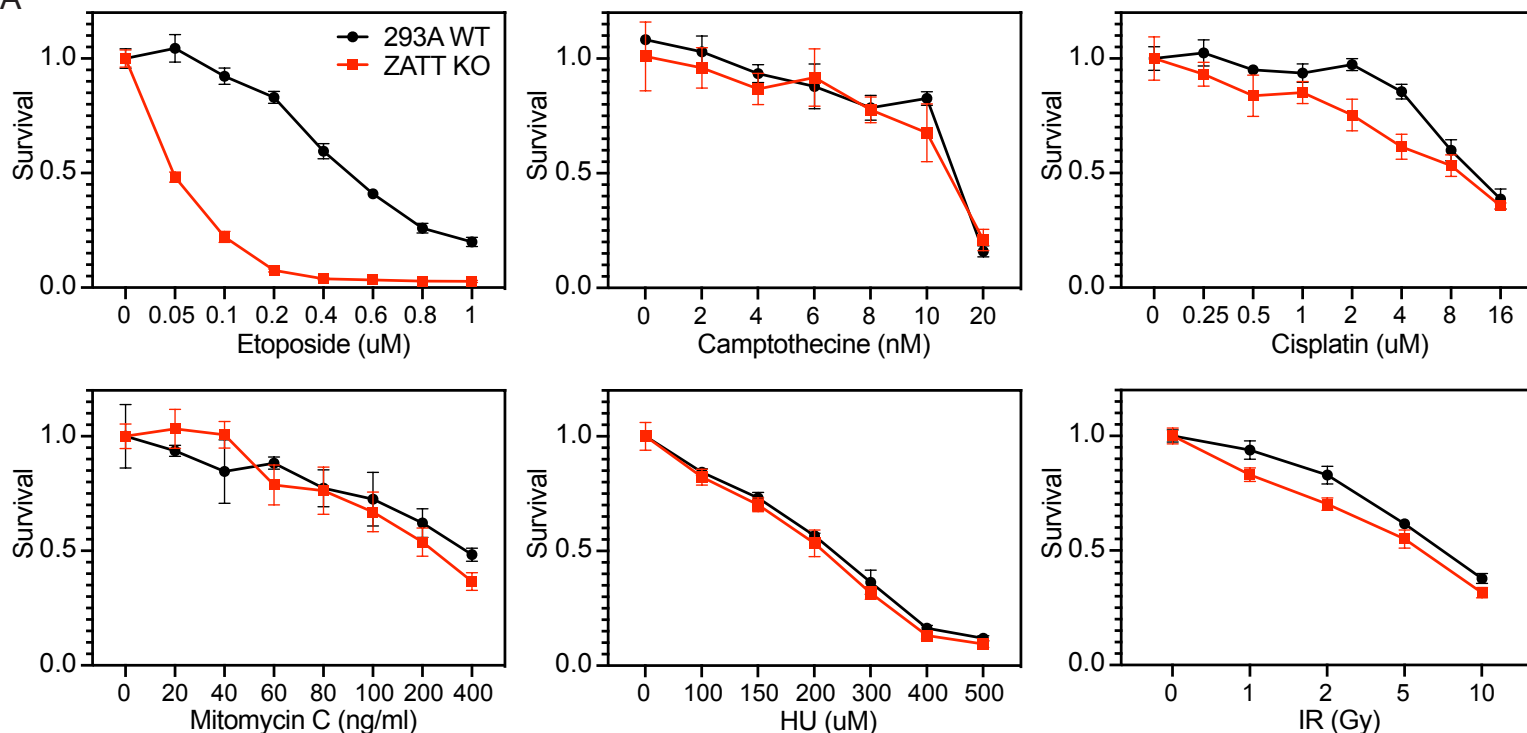 A
293A WT
ZATT KO
Survival
1.0
0.5
0.0
0 0.05 0.1 0.2 0.4 0.6 0.8 1
Etoposide (uM)
Survival
1.0
0.5
0.0
0 2 4 6 8 10 20
Camptothecine (nM)
Survival
1.0
0.5
0.0
0 0.25 0.5 1 2 4 8 16
Cisplatin (uM)
Survival
1.0
0.5
0.0
0 20 40 60 80 100 200 400
Mitomycin C (ng/ml)
Survival
1.0
0.5
0.0
0 100 150 200 300 400 500
HU (uM)
Survival
1.0
0.5
0.0
0 1 2 5 10
IR (Gy)